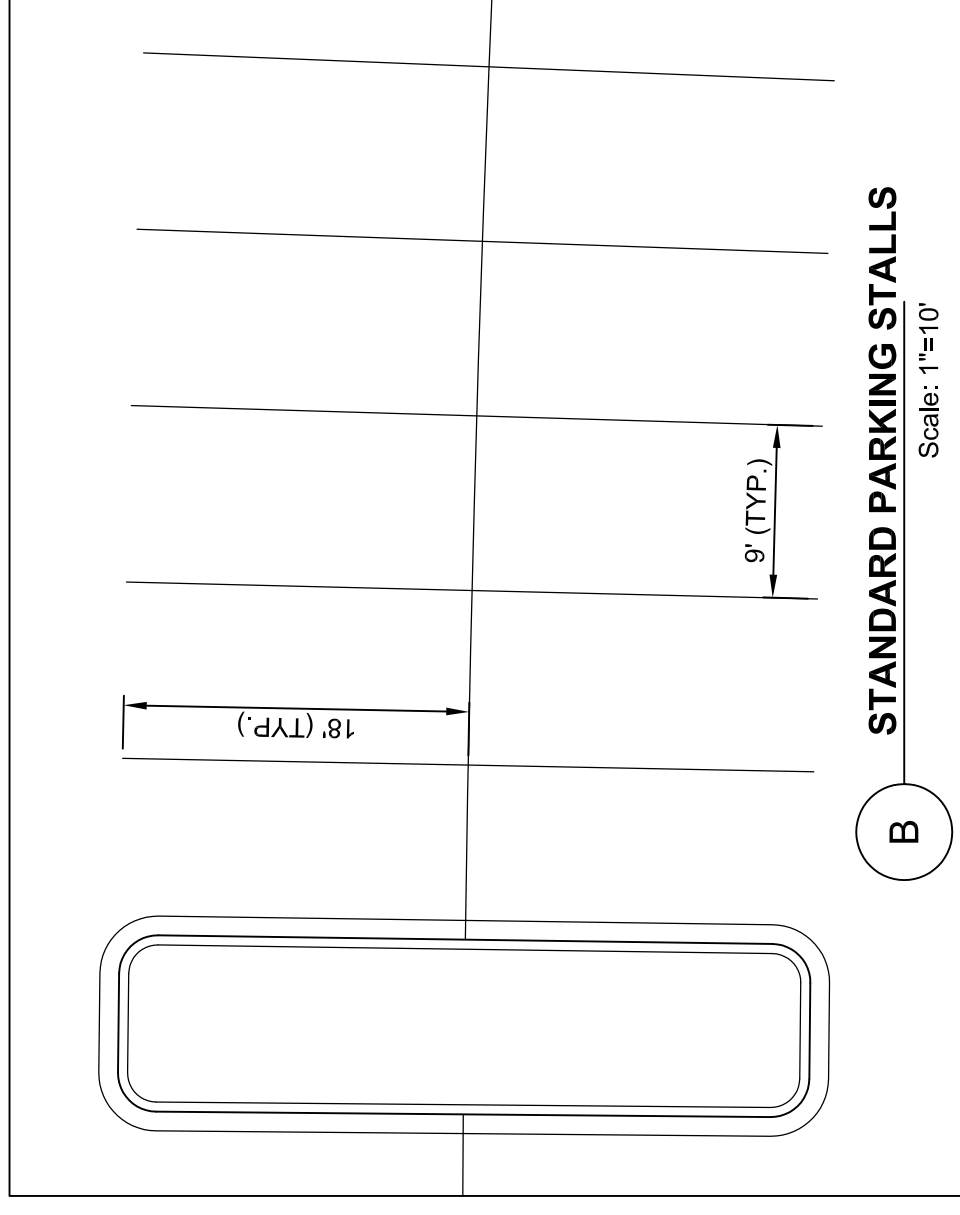 18' (TYP.)
9' (TYP.)
B
STANDARD PARKING STALLS
Scale: 1"=10'